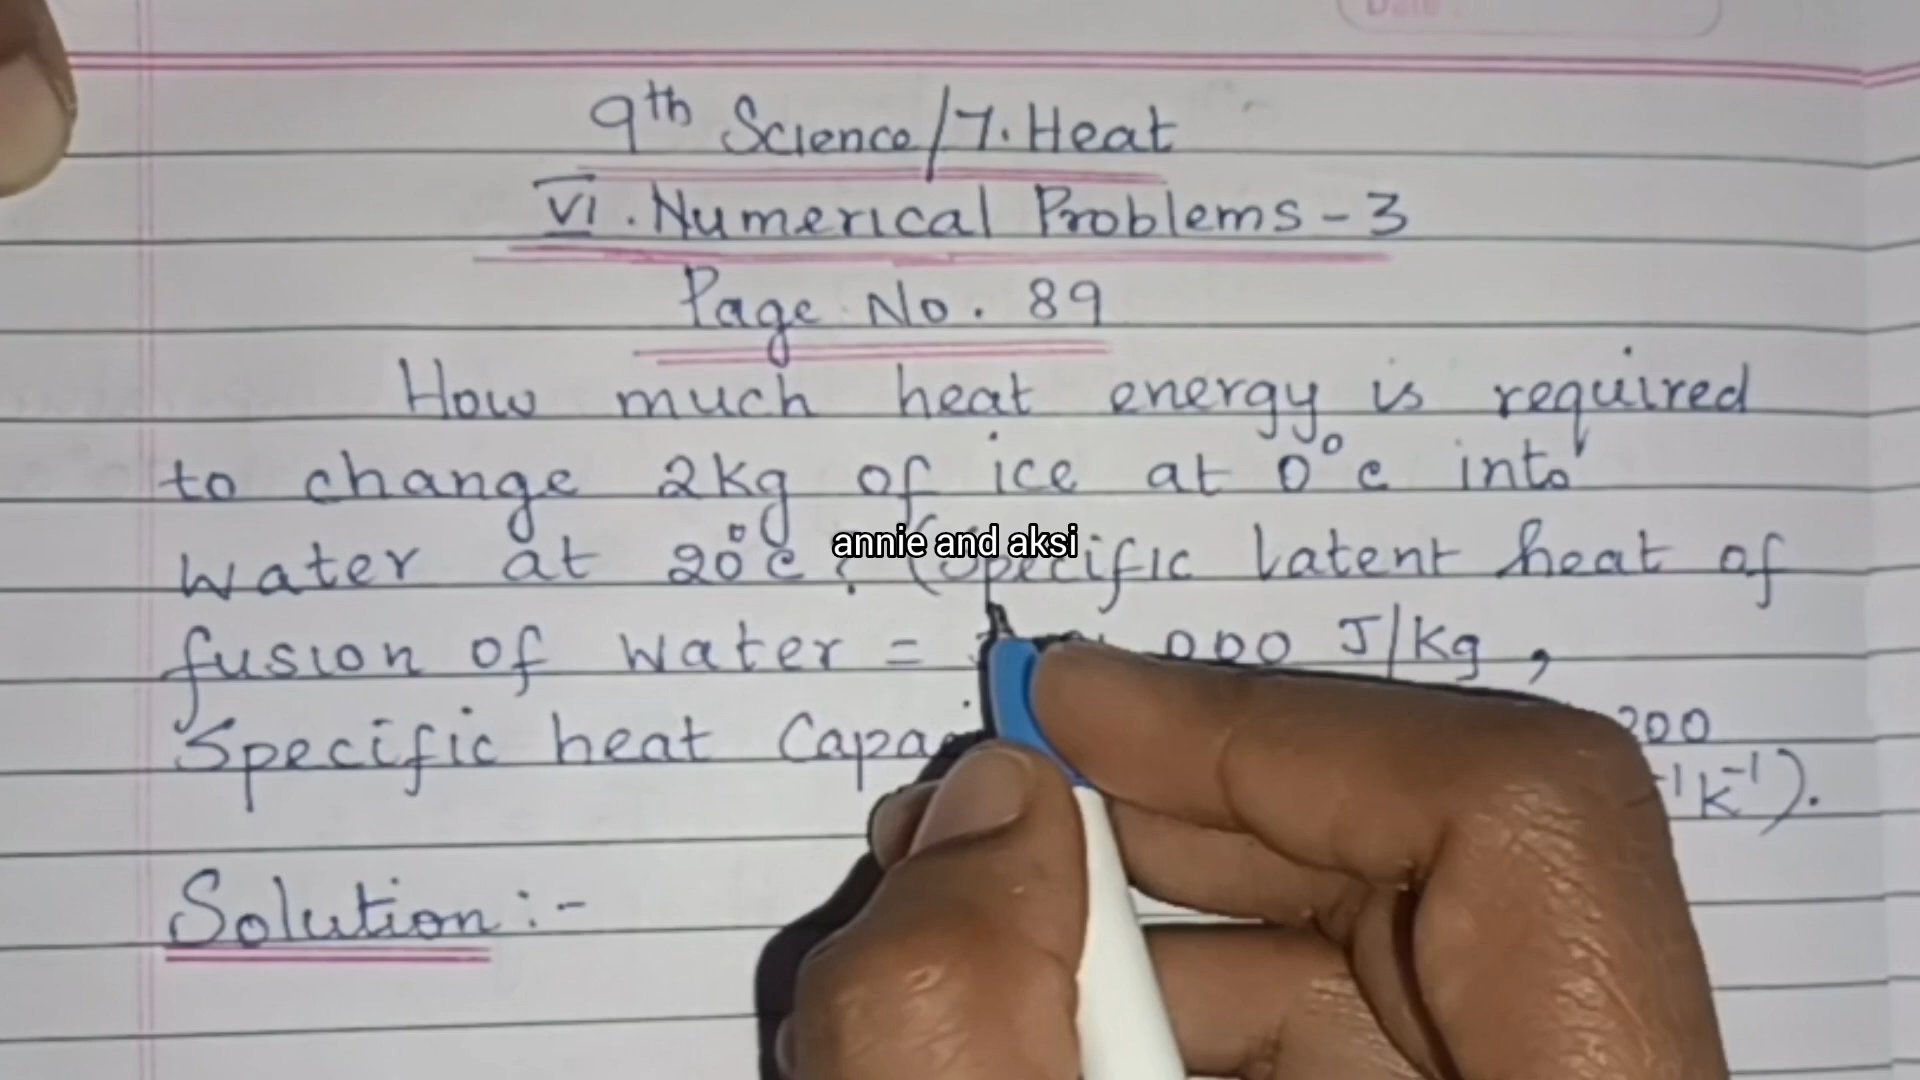 Date :
9th Science/7. Heat
VI. Numerical Problems - 3
Page No. 89
How much heat energy is required
to change 2kg of ice at 0°c into
water at 20°c? (Specific latent heat of
annie and aksi
fusion of water = 000 J/kg,
Specific heat 200
⁻¹K⁻¹).
Solution :-